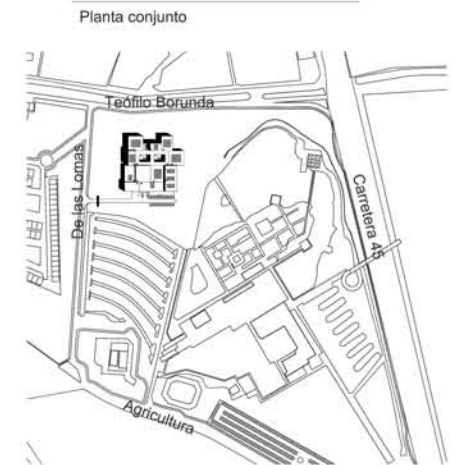 Planta conjunto
Teófilo Borunda
De las Lomas
Carretera 45
Agricultura